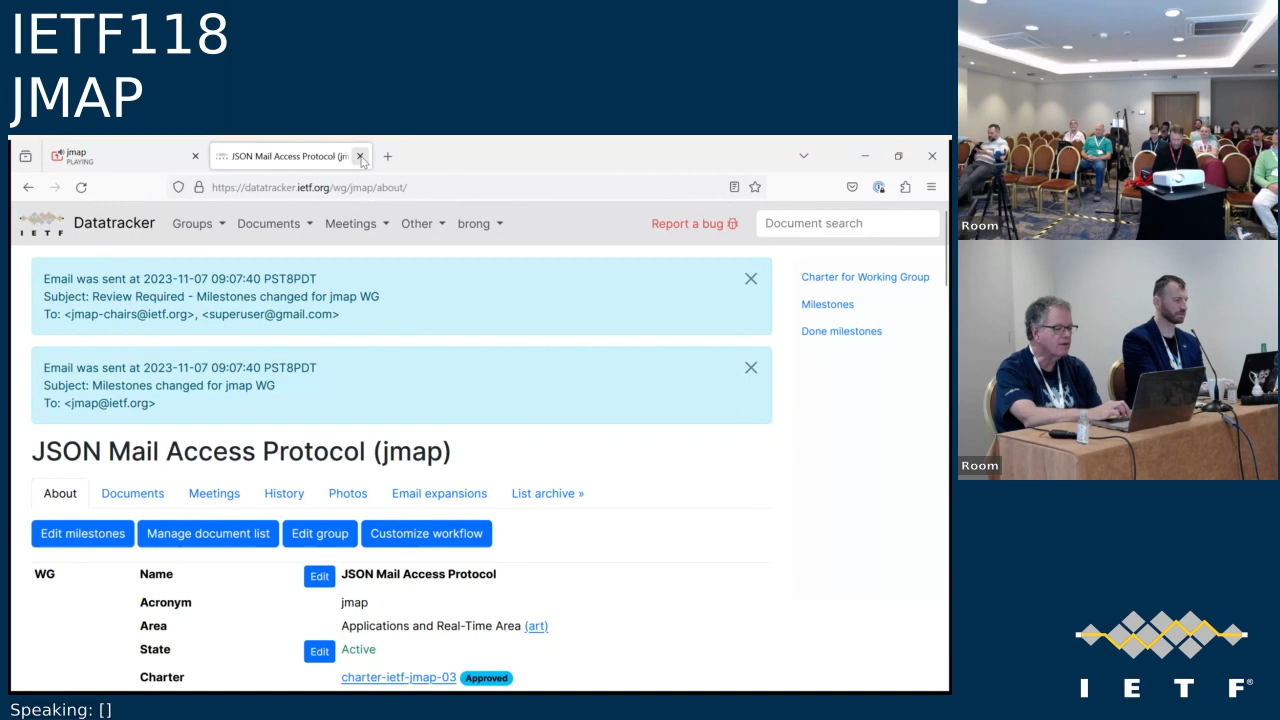 IETF118
JMAP
jmap
PLAYING
JSON Mail Access Protocol (jm
https://datatracker.ietf.org/wg/jmap/about/
I E T F
Datatracker
Groups
Documents
Meetings
Other
brong
Report a bug
Document search
Email was sent at 2023-11-07 09:07:40 PST8PDT
Subject: Review Required - Milestones changed for jmap WG
To: <jmap-chairs@ietf.org>, <superuser@gmail.com>
Email was sent at 2023-11-07 09:07:40 PST8PDT
Subject: Milestones changed for jmap WG
To: <jmap@ietf.org>
Charter for Working Group
Milestones
Done milestones
JSON Mail Access Protocol (jmap)
About
Documents
Meetings
History
Photos
Email expansions
List archive »
Edit milestones
Manage document list
Edit group
Customize workflow
WG
Name
Edit
JSON Mail Access Protocol
Acronym
jmap
Area
Applications and Real-Time Area (art)
State
Edit
Active
Charter
charter-ietf-jmap-03 Approved
Room
Room
I E T F®
Speaking: []